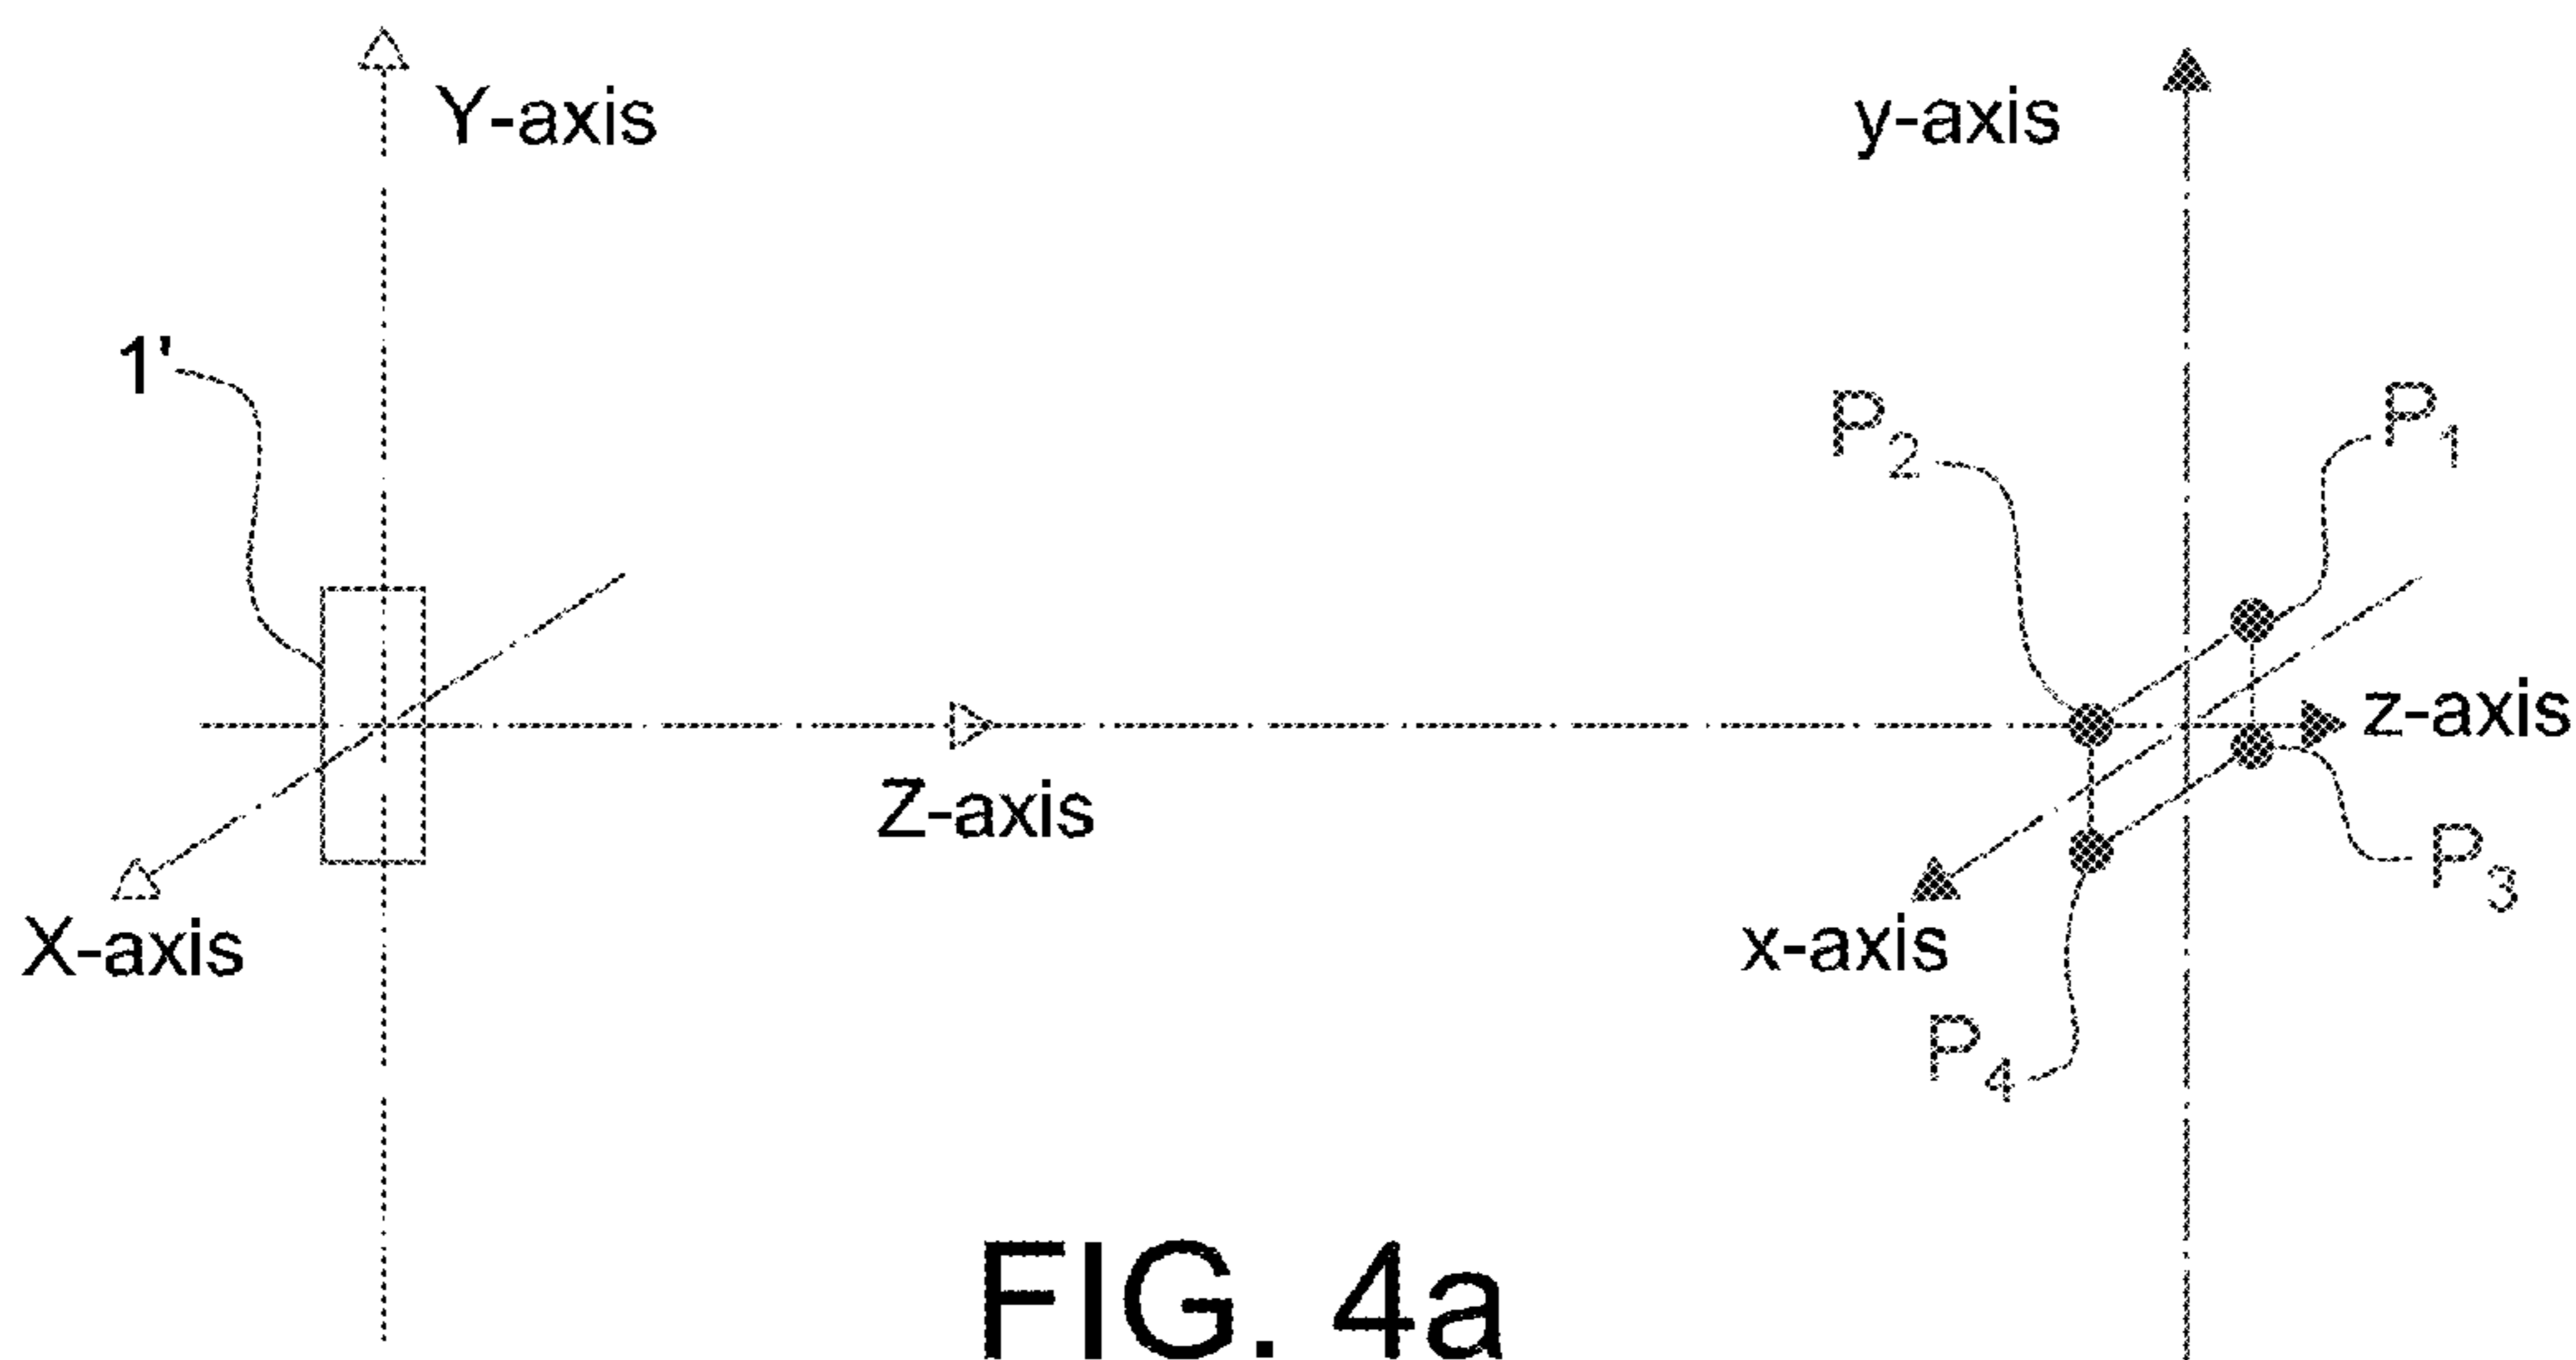 Y-axis
y-axis
1'
P2
P1
z-axis
Z-axis
P3
X-axis
x-axis
P4
FIG. 4a